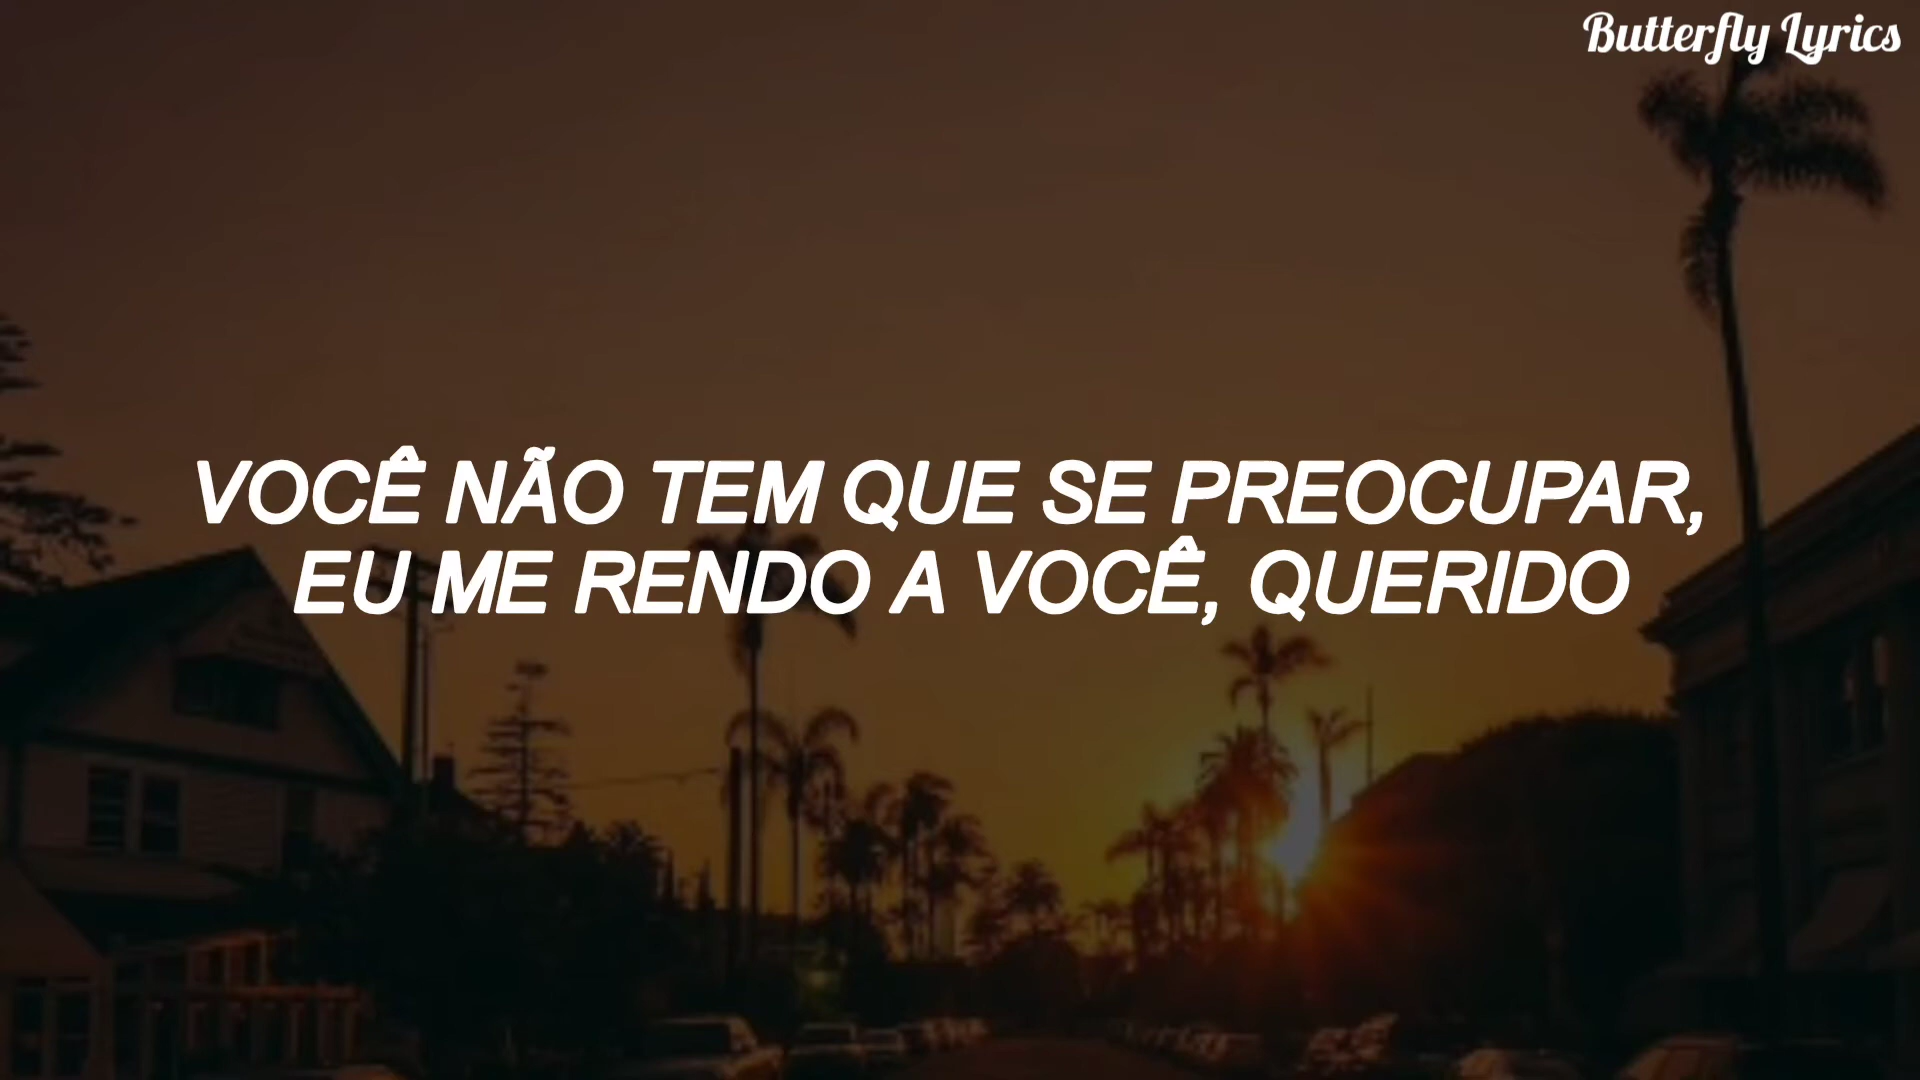 Butterfly Lyrics
VOCÊ NÃO TEM QUE SE PREOCUPAR,
EU ME RENDO A VOCÊ, QUERIDO